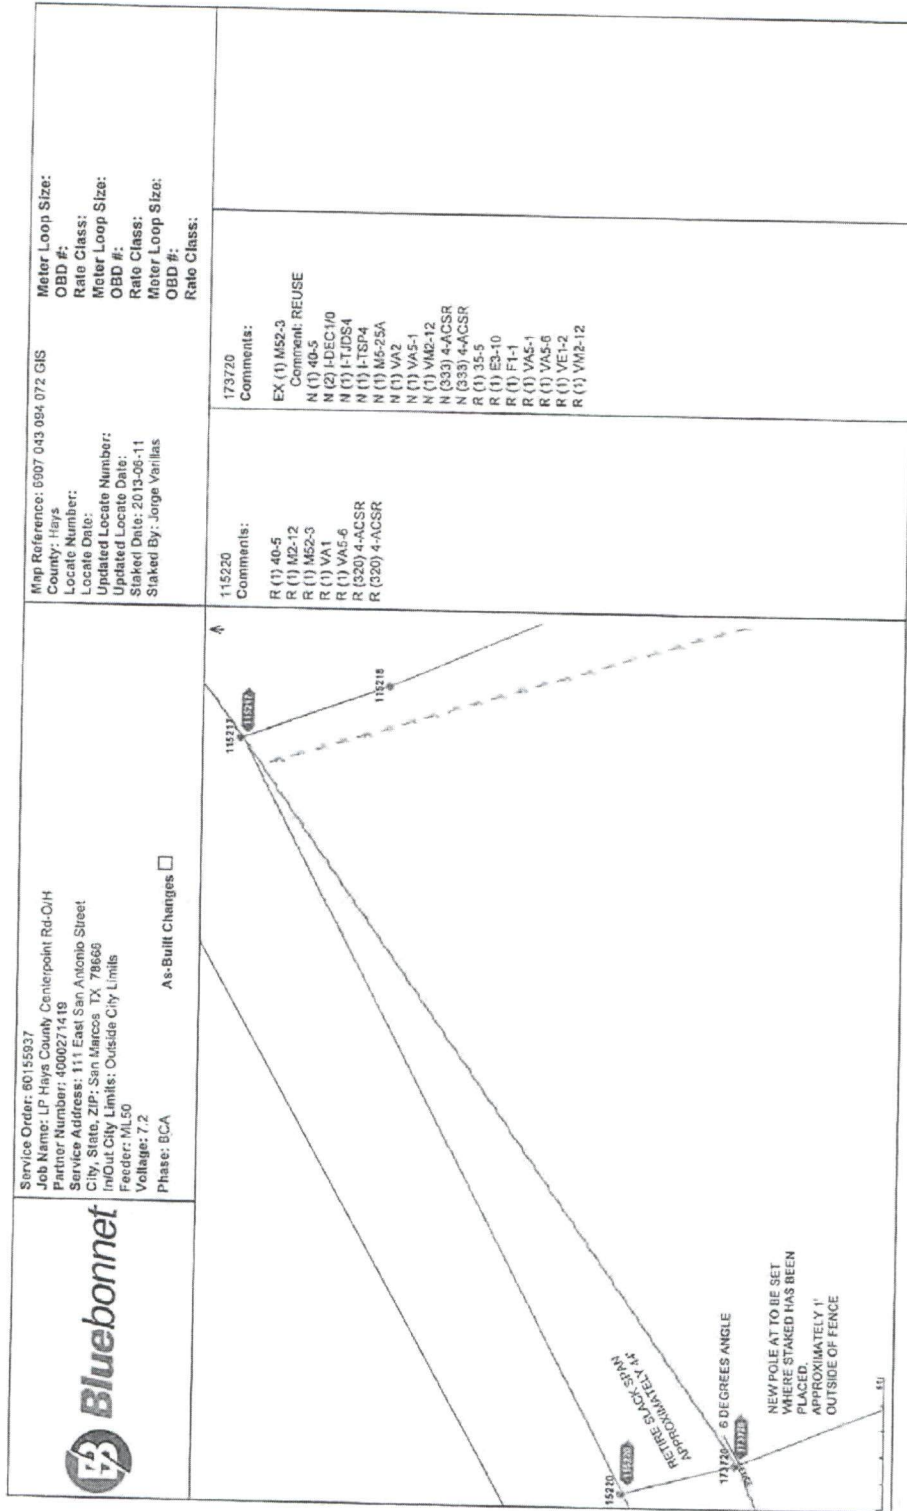 Bluebonnet
Service Order: 60155937
Job Name: LP Hays County Centerpoint Rd-O/H
Partner Number: 4000271419
Service Address: 111 East San Antonio Street
City, State, ZIP: San Marcos TX 78666
In/Out City Limits: Outside City Limits
Feeder: ML50
Voltage: 7.2
Phase: BCA
As-Built Changes
Map Reference: 6907 043 094 072 GIS
County: Hays
Locate Number:
Locate Date:
Updated Locate Number:
Updated Locate Date:
Staked Date: 2013-06-11
Staked By: Jorge Varillas
Meter Loop Size:
OBD #:
Rate Class:
Meter Loop Size:
OBD #:
Rate Class:
Meter Loop Size:
OBD #:
Rate Class:
115217
115217
115218
15220
115220
RETIRE SLACK SPAN
APPROXIMATELY 44'
173720
6 DEGREES ANGLE
173720
NEW POLE AT TO BE SET
WHERE STAKED HAS BEEN
PLACED.
APPROXIMATELY 1'
OUTSIDE OF FENCE
115220
Comments:
R (1) 40-5
R (1) M2-12
R (1) M52-3
R (1) VA1
R (1) VA5-6
R (320) 4-ACSR
R (320) 4-ACSR
173720
Comments:
EX (1) M52-3
Comment: REUSE
N (1) 40-5
N (2) I-DEC1/0
N (1) I-TJDS4
N (1) I-TSP4
N (1) M5-25A
N (1) VA2
N (1) VA5-1
N (1) VM2-12
N (333) 4-ACSR
N (333) 4-ACSR
R (1) 35-5
R (1) E3-10
R (1) F1-1
R (1) VA5-1
R (1) VA5-6
R (1) VE1-2
R (1) VM2-12